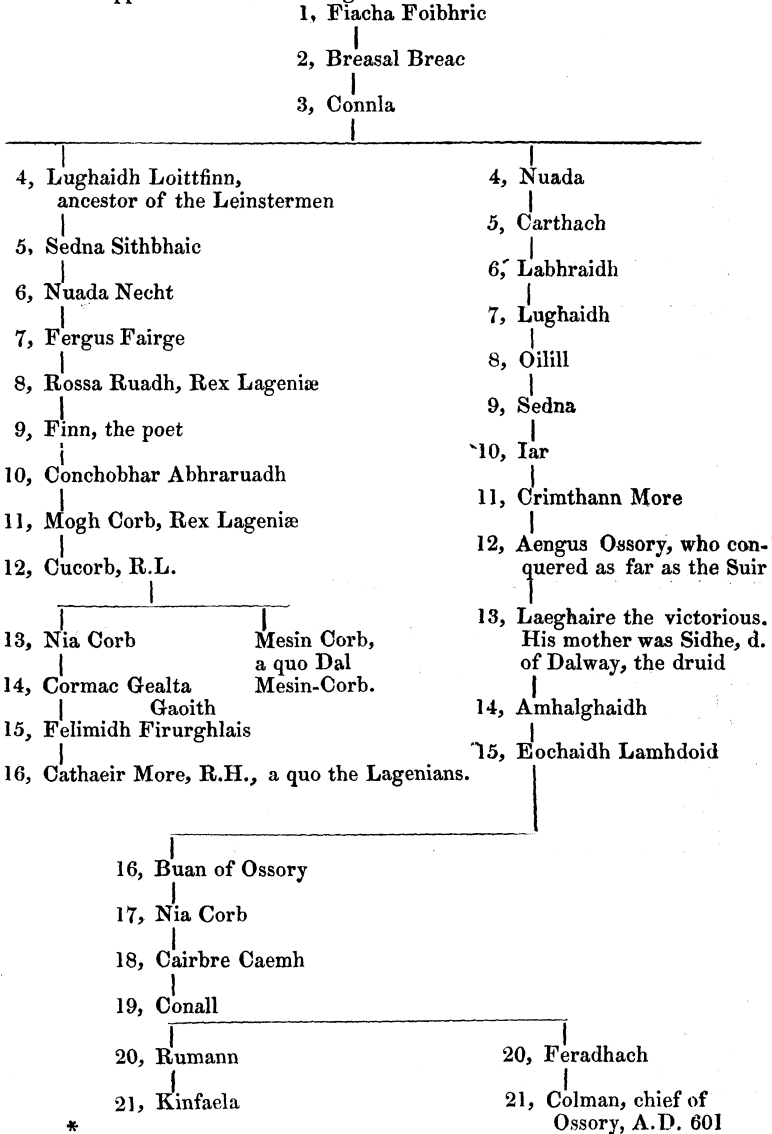 1, Fiacha Foibhric
2, Breasal Breac
3, Connla
4, Lughaidh Loittfinn,
ancestor of the Leinstermen
5, Sedna Sithbhaic
6, Nuada Necht
7, Fergus Fairge
8, Rossa Ruadh, Rex Lageniæ
9, Finn, the poet
10, Conchobhar Abhraruadh
11, Mogh Corb, Rex Lageniæ
12, Cucorb, R.L.
13, Nia Corb
14, Cormac Gealta
Gaoith
15, Felimidh Firurghlais
16, Cathaeir More, R.H., a quo the Lagenians.
Mesin Corb,
a quo Dal
Mesin-Corb.
4, Nuada
5, Carthach
6, Labhraidh
7, Lughaidh
8, Oilill
9, Sedna
10, Iar
11, Crimthann More
12, Aengus Ossory, who con-
quered as far as the Suir
13, Laeghaire the victorious.
His mother was Sidhe, d.
of Dalway, the druid
14, Amhalghaidh
15, Eochaidh Lamhdoid
16, Buan of Ossory
17, Nia Corb
18, Cairbre Caemh
19, Conall
20, Rumann
21, Kinfaela
20, Feradhach
21, Colman, chief of
Ossory, A.D. 601
*